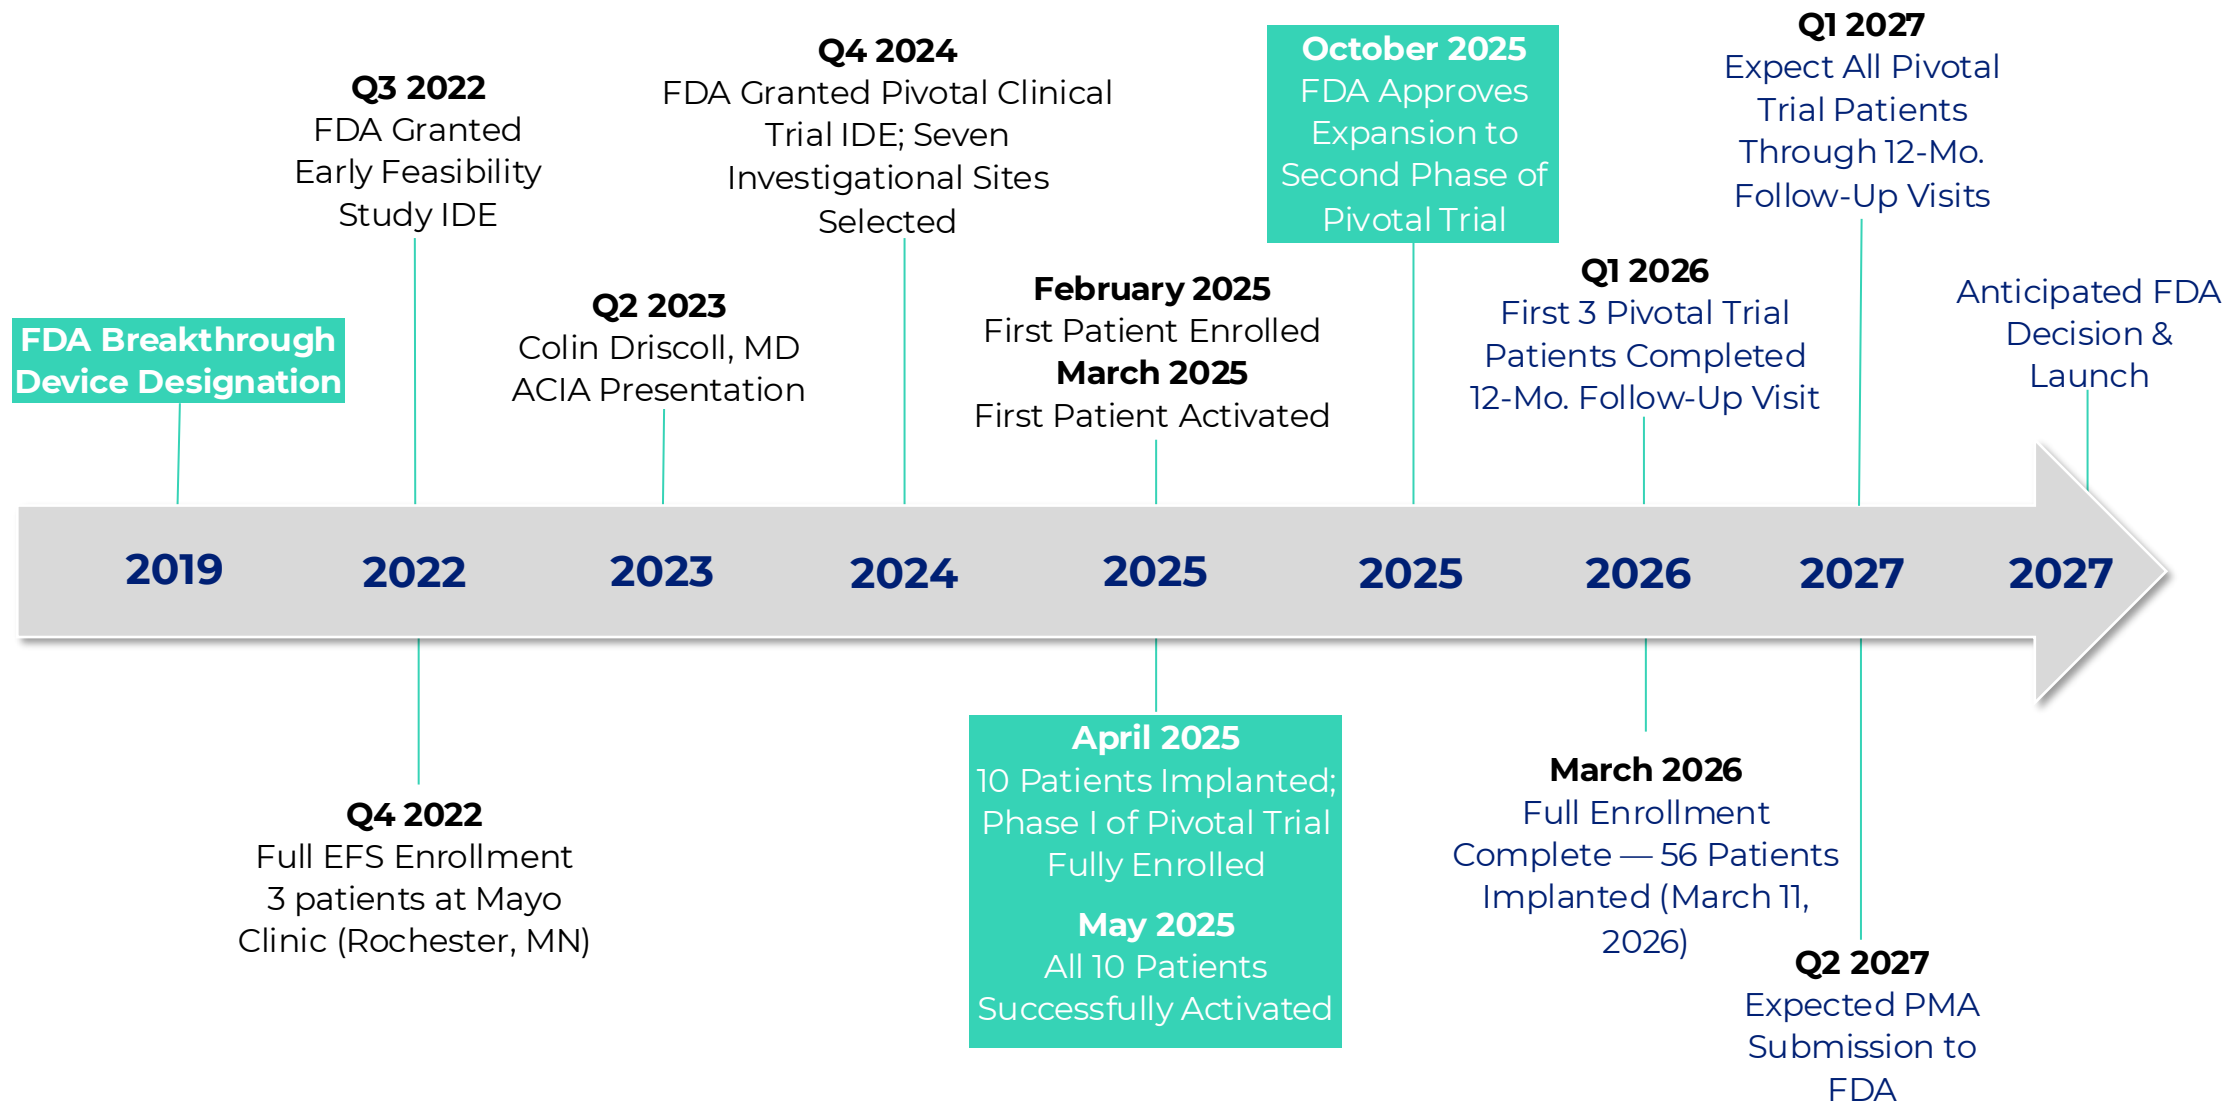 FDA Breakthrough
Device Designation
Q3 2022
FDA Granted
Early Feasibility
Study IDE
Q2 2023
Colin Driscoll, MD
ACIA Presentation
Q4 2024
FDA Granted Pivotal Clinical
Trial IDE; Seven
Investigational Sites
Selected
February 2025
First Patient Enrolled
March 2025
First Patient Activated
October 2025
FDA Approves
Expansion to
Second Phase of
Pivotal Trial
Q1 2026
First 3 Pivotal Trial
Patients Completed
12-Mo. Follow-Up Visit
Q1 2027
Expect All Pivotal
Trial Patients
Through 12-Mo.
Follow-Up Visits
Anticipated FDA
Decision &
Launch
2019
2022
2023
2024
2025
2025
2026
2027
2027
Q4 2022
Full EFS Enrollment
3 patients at Mayo
Clinic (Rochester, MN)
April 2025
10 Patients Implanted;
Phase I of Pivotal Trial
Fully Enrolled
May 2025
All 10 Patients
Successfully Activated
March 2026
Full Enrollment
Complete — 56 Patients
Implanted (March 11,
2026)
Q2 2027
Expected PMA
Submission to
FDA